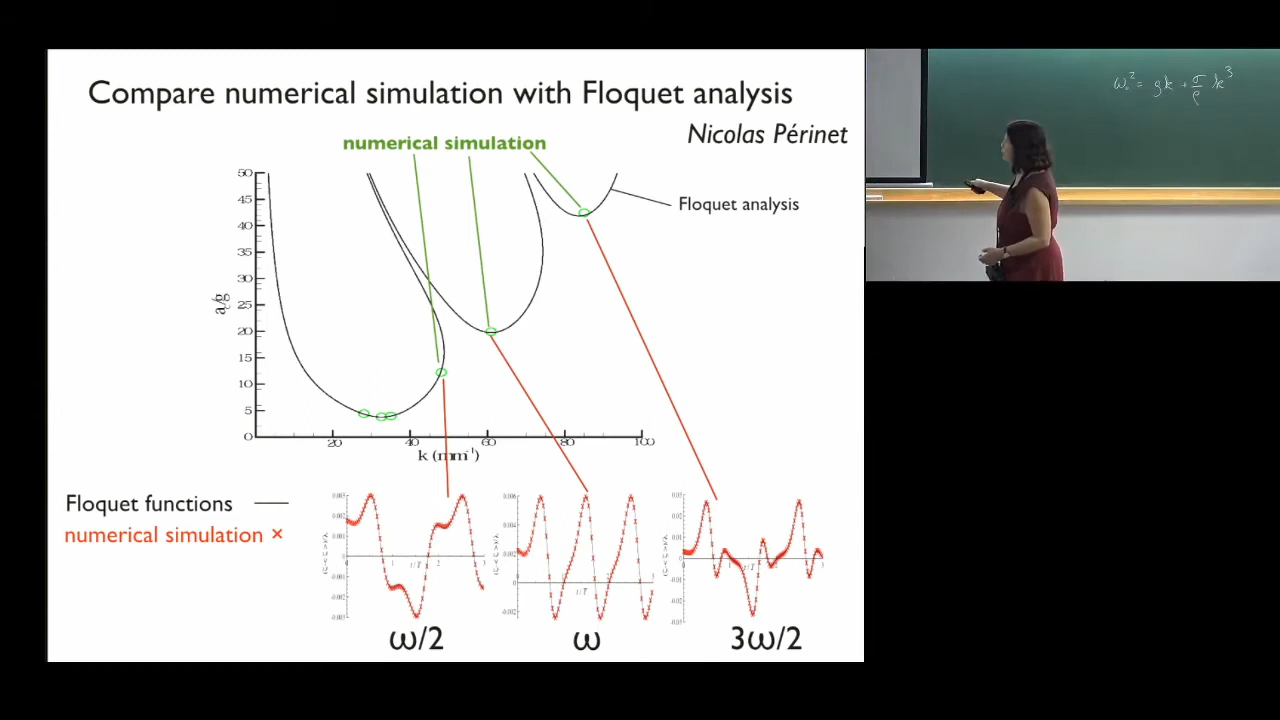 Compare numerical simulation with Floquet analysis
Nicolas Périnet
numerical simulation
Floquet analysis
50
45
40
35
30
25
20
15
10
5
0
a/g
20 40 60 80 100
k (mm⁻¹)
Floquet functions
numerical simulation ×
t/T
t/T
t/T
ω/2 ω 3ω/2
ω₀² = gk + σ/ρ k³